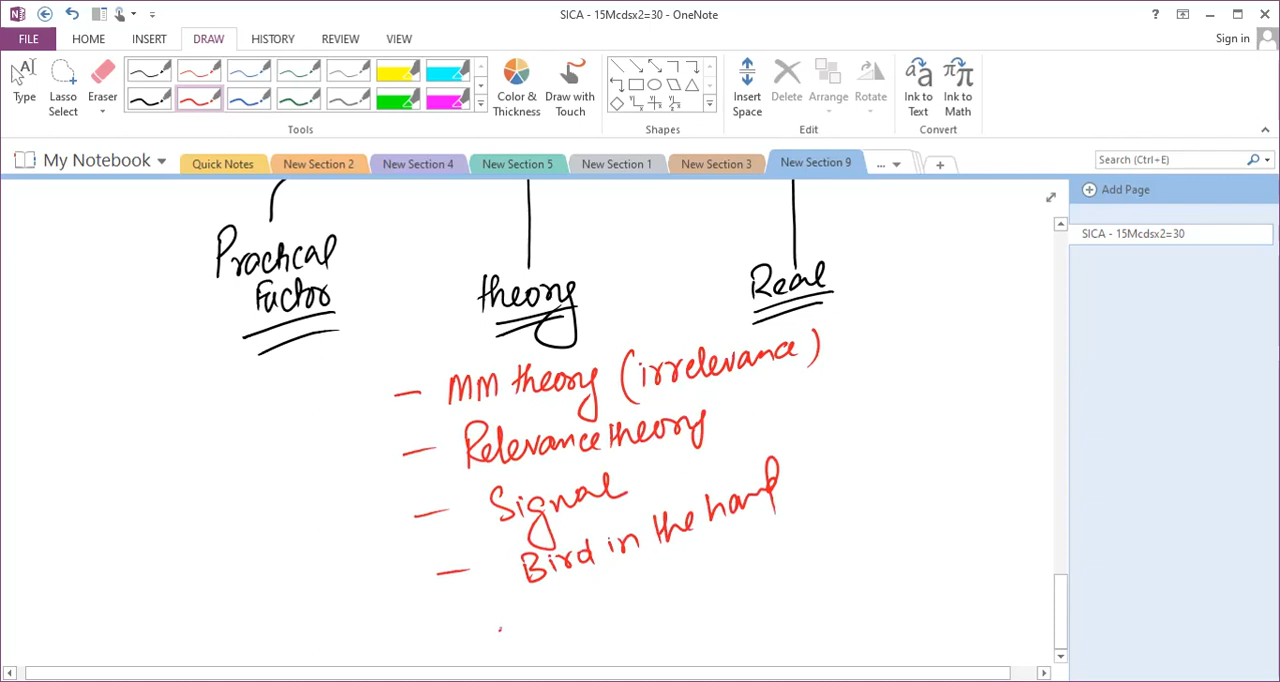 SICA - 15Mcdsx2=30 - OneNote
FILE HOME INSERT DRAW HISTORY REVIEW VIEW
Sign in
Type
Lasso Select
Eraser
Color & Thickness
Draw with Touch
Insert Space
Delete
Arrange
Rotate
Ink to Text
Ink to Math
Tools
Shapes
Edit
Convert
My Notebook
Quick Notes
New Section 2
New Section 4
New Section 5
New Section 1
New Section 3
New Section 9
...
Search (Ctrl+E)
Add Page
SICA - 15Mcdsx2=30
Practical
Factor
theory
Real
- MM theory (irrelevance)
- Relevance theory
- Signal
- Bird in the hand